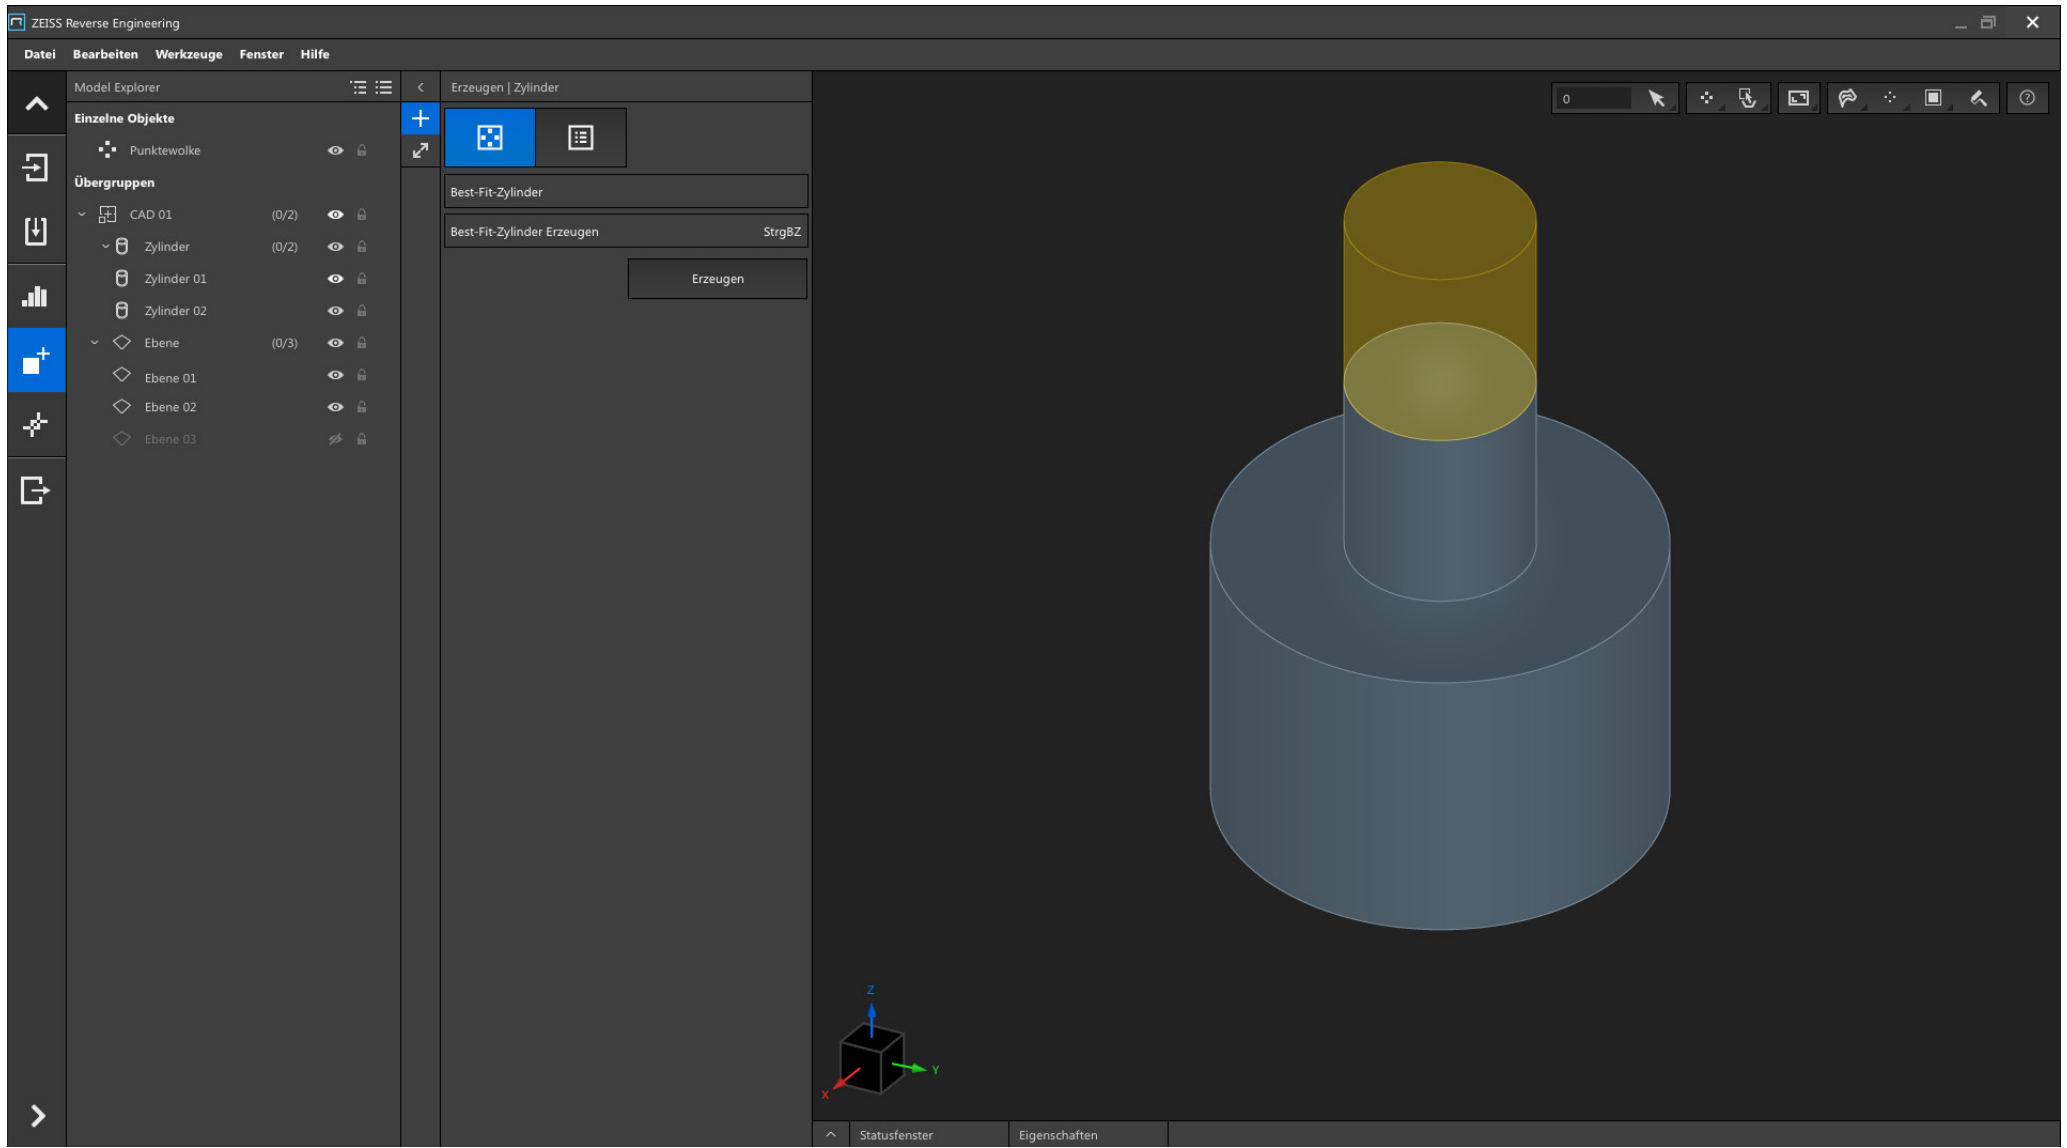 ZEISS Reverse Engineering
Datei Bearbeiten Werkzeuge Fenster Hilfe
Model Explorer
Einzelne Objekte
Punktewolke
Übergruppen
CAD 01 (0/2)
Zylinder (0/2)
Zylinder 01
Zylinder 02
Ebene (0/3)
Ebene 01
Ebene 02
Ebene 03
Erzeugen | Zylinder
Best-Fit-Zylinder
Best-Fit-Zylinder Erzeugen StrgBZ
Erzeugen
0
?
Z
Y
X
Statusfenster Eigenschaften